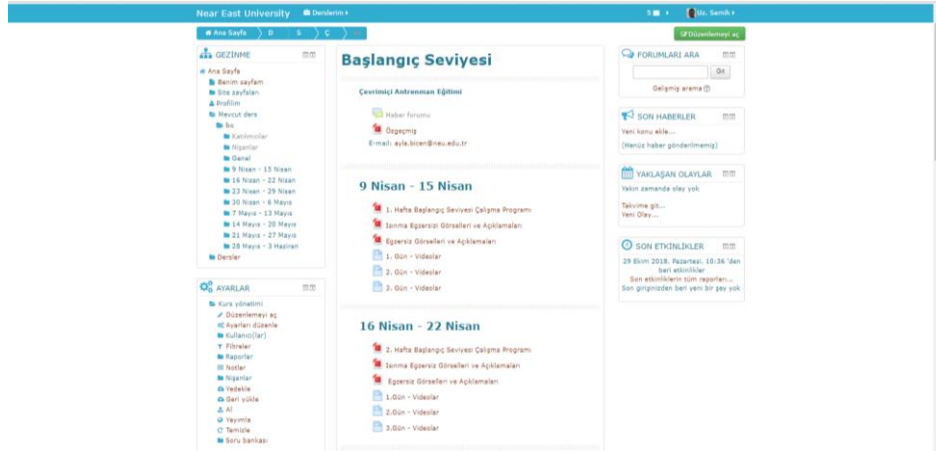 Near East University
Derslerim
5
Uz. Semih
Ana Sayfa
D
S
Ç
Düzenlemeyi aç
GEZİNME
Ana Sayfa
Benim sayfam
Site sayfaları
Profilim
Mevcut ders
bs
Katılımcılar
Nişanlar
Genel
9 Nisan - 15 Nisan
16 Nisan - 22 Nisan
23 Nisan - 29 Nisan
30 Nisan - 6 Mayıs
7 Mayıs - 13 Mayıs
14 Mayıs - 20 Mayıs
21 Mayıs - 27 Mayıs
28 Mayıs - 3 Haziran
Dersler
AYARLAR
Kurs yönetimi
Düzenlemeyi aç
Ayarları düzenle
Kullanıcı(lar)
Filtreler
Raporlar
Notlar
Nişanlar
Yedekle
Geri yükle
Al
Yayımla
Temizle
Soru bankası
Başlangıç Seviyesi
Çevrimiçi Antrenman Eğitimi
Haber forumu
Özgeçmiş
E-mail: ayle.bicen@neu.edu.tr
9 Nisan - 15 Nisan
1. Hafta Başlangıç Seviyesi Çalışma Programı
Isınma Egzersizi Görselleri ve Açıklamaları
Egzersiz Görselleri ve Açıklamaları
1. Gün - Videolar
2. Gün - Videolar
3. Gün - Videolar
16 Nisan - 22 Nisan
2. Hafta Başlangıç Seviyesi Çalışma Programı
Isınma Egzersiz Görselleri ve Açıklamaları
Egzersiz Görselleri ve Açıklamaları
1.Gün - Videolar
2.Gün - Videolar
3.Gün - Videolar
FORUMLARI ARA
Git
Gelişmiş arama
SON HABERLER
Yeni konu ekle...
(Henüz haber gönderilmemiş)
YAKLAŞAN OLAYLAR
Yakın zamanda olay yok
Takvime git...
Yeni Olay...
SON ETKİNLİKLER
29 Ekim 2018, Pazartesi, 10:36 'den
beri etkinlikler
Son etkinliklerin tüm raporları...
Son girişinizden beri yeni bir şey yok